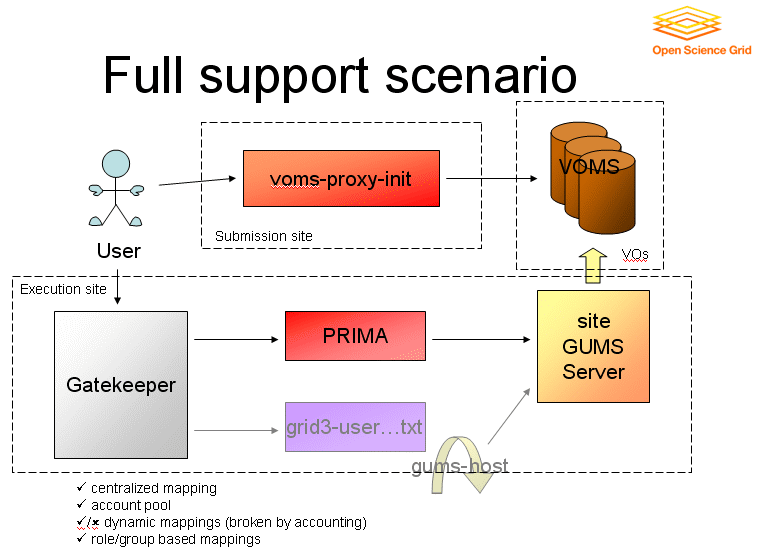 Open Science Grid
Full support scenario
voms-proxy-init
VOMS
User
Submission site
VOs
Execution site
Gatekeeper
PRIMA
site
GUMS
Server
grid3-user…txt
gums-host
✓ centralized mapping
✓ account pool
✓/✗ dynamic mappings (broken by accounting)
✓ role/group based mappings